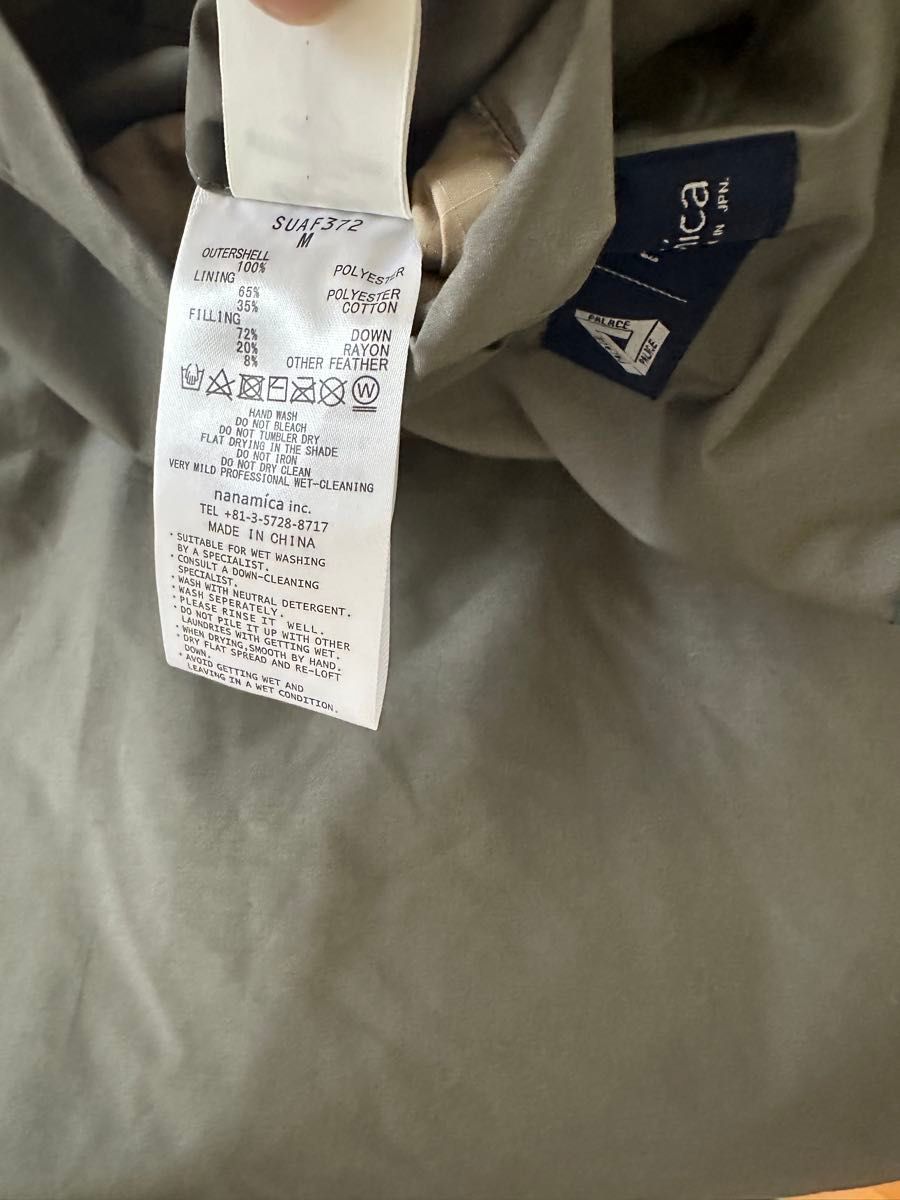 SUAF372
M
OUTERSHELL
100% POLYESTER
LINING
65% POLYESTER
35% COTTON
FILLING
72% DOWN
20% RAYON
8% OTHER FEATHER
W
HAND WASH
DO NOT BLEACH
DO NOT TUMBLER DRY
FLAT DRYING IN THE SHADE
DO NOT IRON
DO NOT DRY CLEAN
VERY MILD PROFESSIONAL WET-CLEANING
nanamica inc.
TEL +81-3-5728-8717
MADE IN CHINA
・SUITABLE FOR WET WASHING
BY A SPECIALIST.
・CONSULT A DOWN-CLEANING
SPECIALIST.
・WASH WITH NEUTRAL DETERGENT.
・WASH SEPERATELY.
・PLEASE RINSE IT WELL.
・DO NOT PILE IT UP WITH OTHER
LAUNDRIES WITH GETTING WET.
・WHEN DRYING,SMOOTH BY HAND.
・DRY FLAT SPREAD AND RE-LOFT
DOWN.
・AVOID GETTING WET AND
LEAVING IN A WET CONDITION.
ica
IN JPN.
PALACE
PALACE